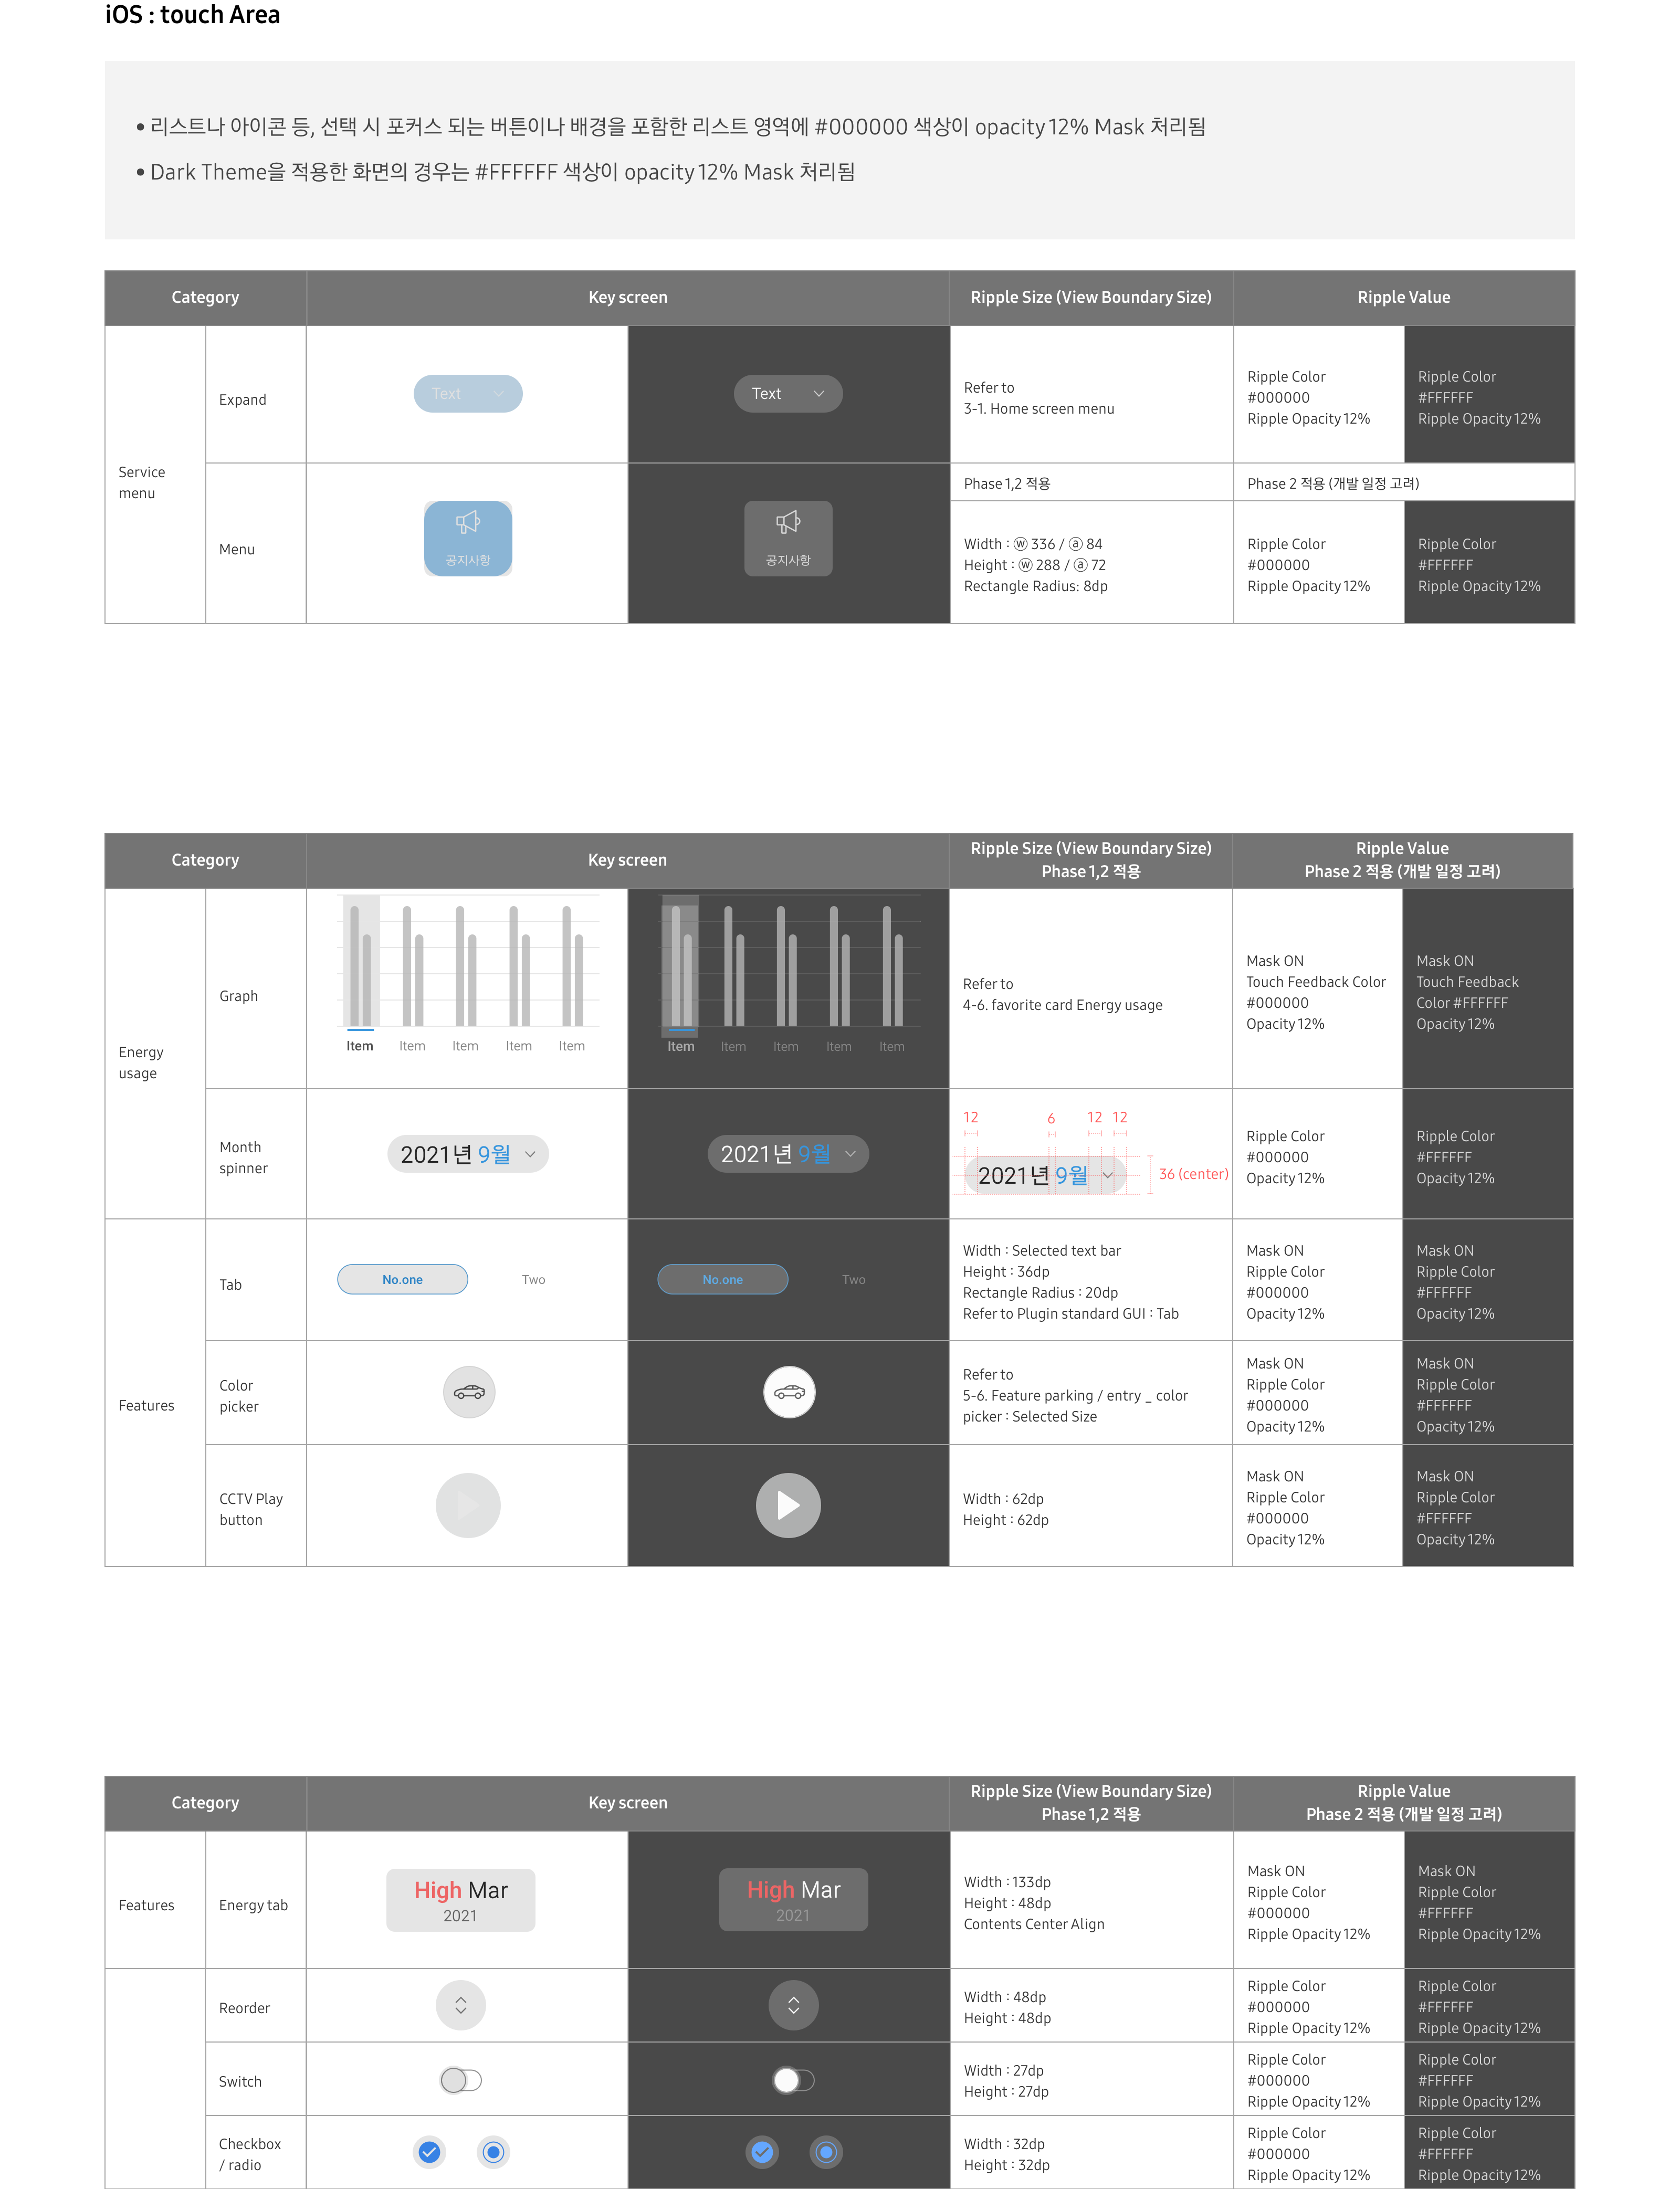 iOS : touch Area
• 리스트나 아이콘 등, 선택 시 포커스 되는 버튼이나 배경을 포함한 리스트 영역에 #000000 색상이 opacity 12% Mask 처리됨
• Dark Theme을 적용한 화면의 경우는 #FFFFFF 색상이 opacity 12% Mask 처리됨
Category
Key screen
Ripple Size (View Boundary Size)
Ripple Value
Service
menu
Expand
Text
Text
Refer to
3-1. Home screen menu
Ripple Color
#000000
Ripple Opacity 12%
Ripple Color
#FFFFFF
Ripple Opacity 12%
Menu
공지사항
공지사항
Phase 1,2 적용
Phase 2 적용 (개발 일정 고려)
Width : ⓦ 336 / ⓐ 84
Height : ⓦ 288 / ⓐ 72
Rectangle Radius: 8dp
Ripple Color
#000000
Ripple Opacity 12%
Ripple Color
#FFFFFF
Ripple Opacity 12%
Category
Key screen
Ripple Size (View Boundary Size)
Phase 1,2 적용
Ripple Value
Phase 2 적용 (개발 일정 고려)
Energy
usage
Graph
Item Item Item Item Item
Item Item Item Item Item
Refer to
4-6. favorite card Energy usage
Mask ON
Touch Feedback Color
#000000
Opacity 12%
Mask ON
Touch Feedback
Color #FFFFFF
Opacity 12%
Month
spinner
2021년 9월
2021년 9월
12 6 12 12
2021년 9월
36 (center)
Ripple Color
#000000
Opacity 12%
Ripple Color
#FFFFFF
Opacity 12%
Features
Tab
No.one Two
No.one Two
Width : Selected text bar
Height : 36dp
Rectangle Radius : 20dp
Refer to Plugin standard GUI : Tab
Mask ON
Ripple Color
#000000
Opacity 12%
Mask ON
Ripple Color
#FFFFFF
Opacity 12%
Color
picker
Refer to
5-6. Feature parking / entry _ color
picker : Selected Size
Mask ON
Ripple Color
#000000
Opacity 12%
Mask ON
Ripple Color
#FFFFFF
Opacity 12%
CCTV Play
button
Width : 62dp
Height : 62dp
Mask ON
Ripple Color
#000000
Opacity 12%
Mask ON
Ripple Color
#FFFFFF
Opacity 12%
Category
Key screen
Ripple Size (View Boundary Size)
Phase 1,2 적용
Ripple Value
Phase 2 적용 (개발 일정 고려)
Features
Energy tab
High Mar
2021
High Mar
2021
Width : 133dp
Height : 48dp
Contents Center Align
Mask ON
Ripple Color
#000000
Ripple Opacity 12%
Mask ON
Ripple Color
#FFFFFF
Ripple Opacity 12%
Reorder
Width : 48dp
Height : 48dp
Ripple Color
#000000
Ripple Opacity 12%
Ripple Color
#FFFFFF
Ripple Opacity 12%
Switch
Width : 27dp
Height : 27dp
Ripple Color
#000000
Ripple Opacity 12%
Ripple Color
#FFFFFF
Ripple Opacity 12%
Checkbox
/ radio
Width : 32dp
Height : 32dp
Ripple Color
#000000
Ripple Opacity 12%
Ripple Color
#FFFFFF
Ripple Opacity 12%